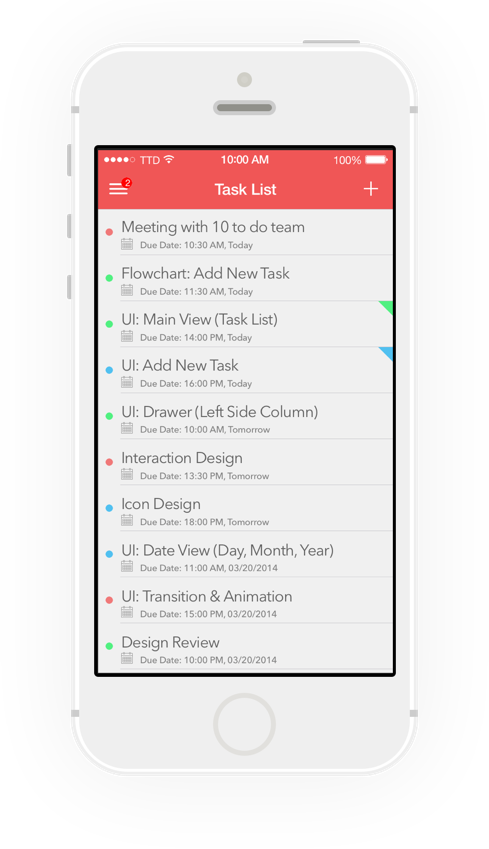 TTD 10:00 AM 100%
2
Task List
Meeting with 10 to do team
Due Date: 10:30 AM, Today
Flowchart: Add New Task
Due Date: 11:30 AM, Today
UI: Main View (Task List)
Due Date: 14:00 PM, Today
UI: Add New Task
Due Date: 16:00 PM, Today
UI: Drawer (Left Side Column)
Due Date: 10:00 AM, Tomorrow
Interaction Design
Due Date: 13:30 PM, Tomorrow
Icon Design
Due Date: 18:00 PM, Tomorrow
UI: Date View (Day, Month, Year)
Due Date: 11:00 AM, 03/20/2014
UI: Transition & Animation
Due Date: 15:00 PM, 03/20/2014
Design Review
Due Date: 10:00 PM, 03/20/2014